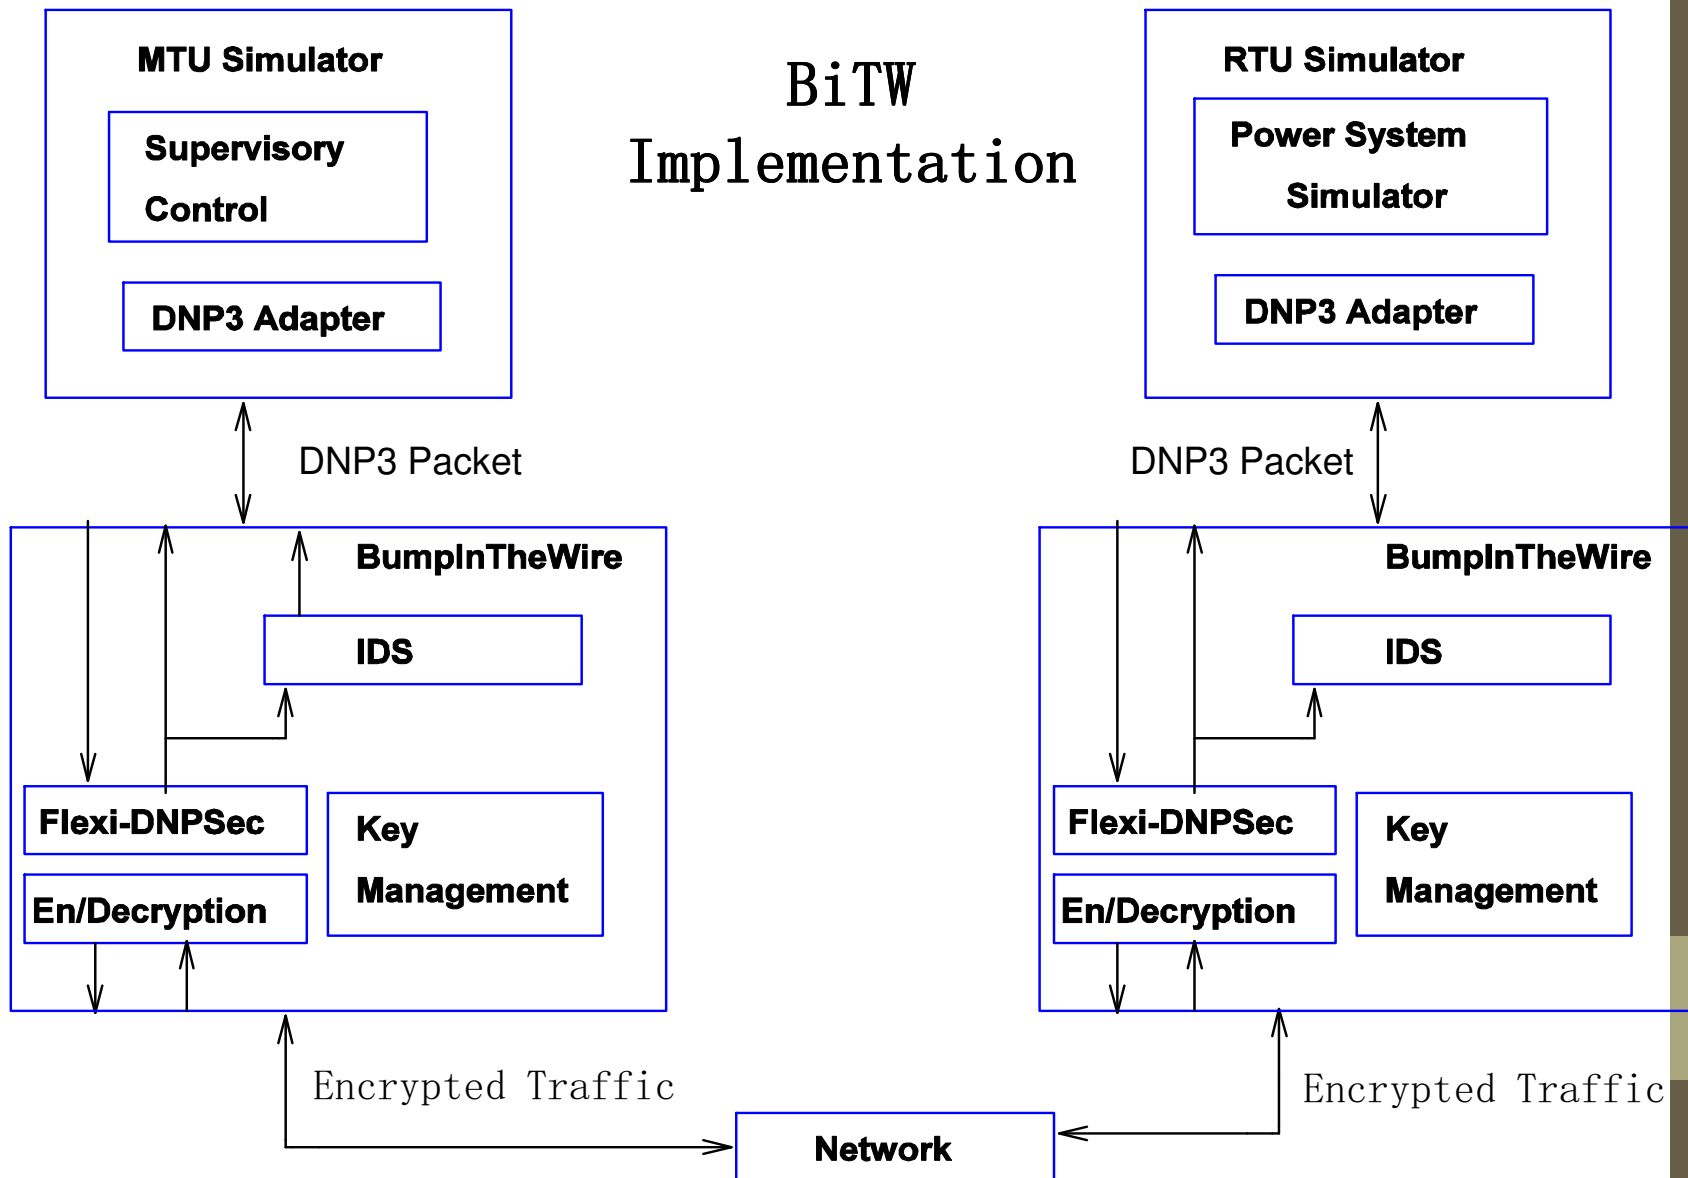 BiTW
Implementation
MTU Simulator
Supervisory
Control
DNP3 Adapter
DNP3 Packet
BumpInTheWire
IDS
Flexi-DNPSec
Key
Management
En/Decryption
Encrypted Traffic
RTU Simulator
Power System
Simulator
DNP3 Adapter
DNP3 Packet
BumpInTheWire
IDS
Flexi-DNPSec
Key
Management
En/Decryption
Encrypted Traffic
Network